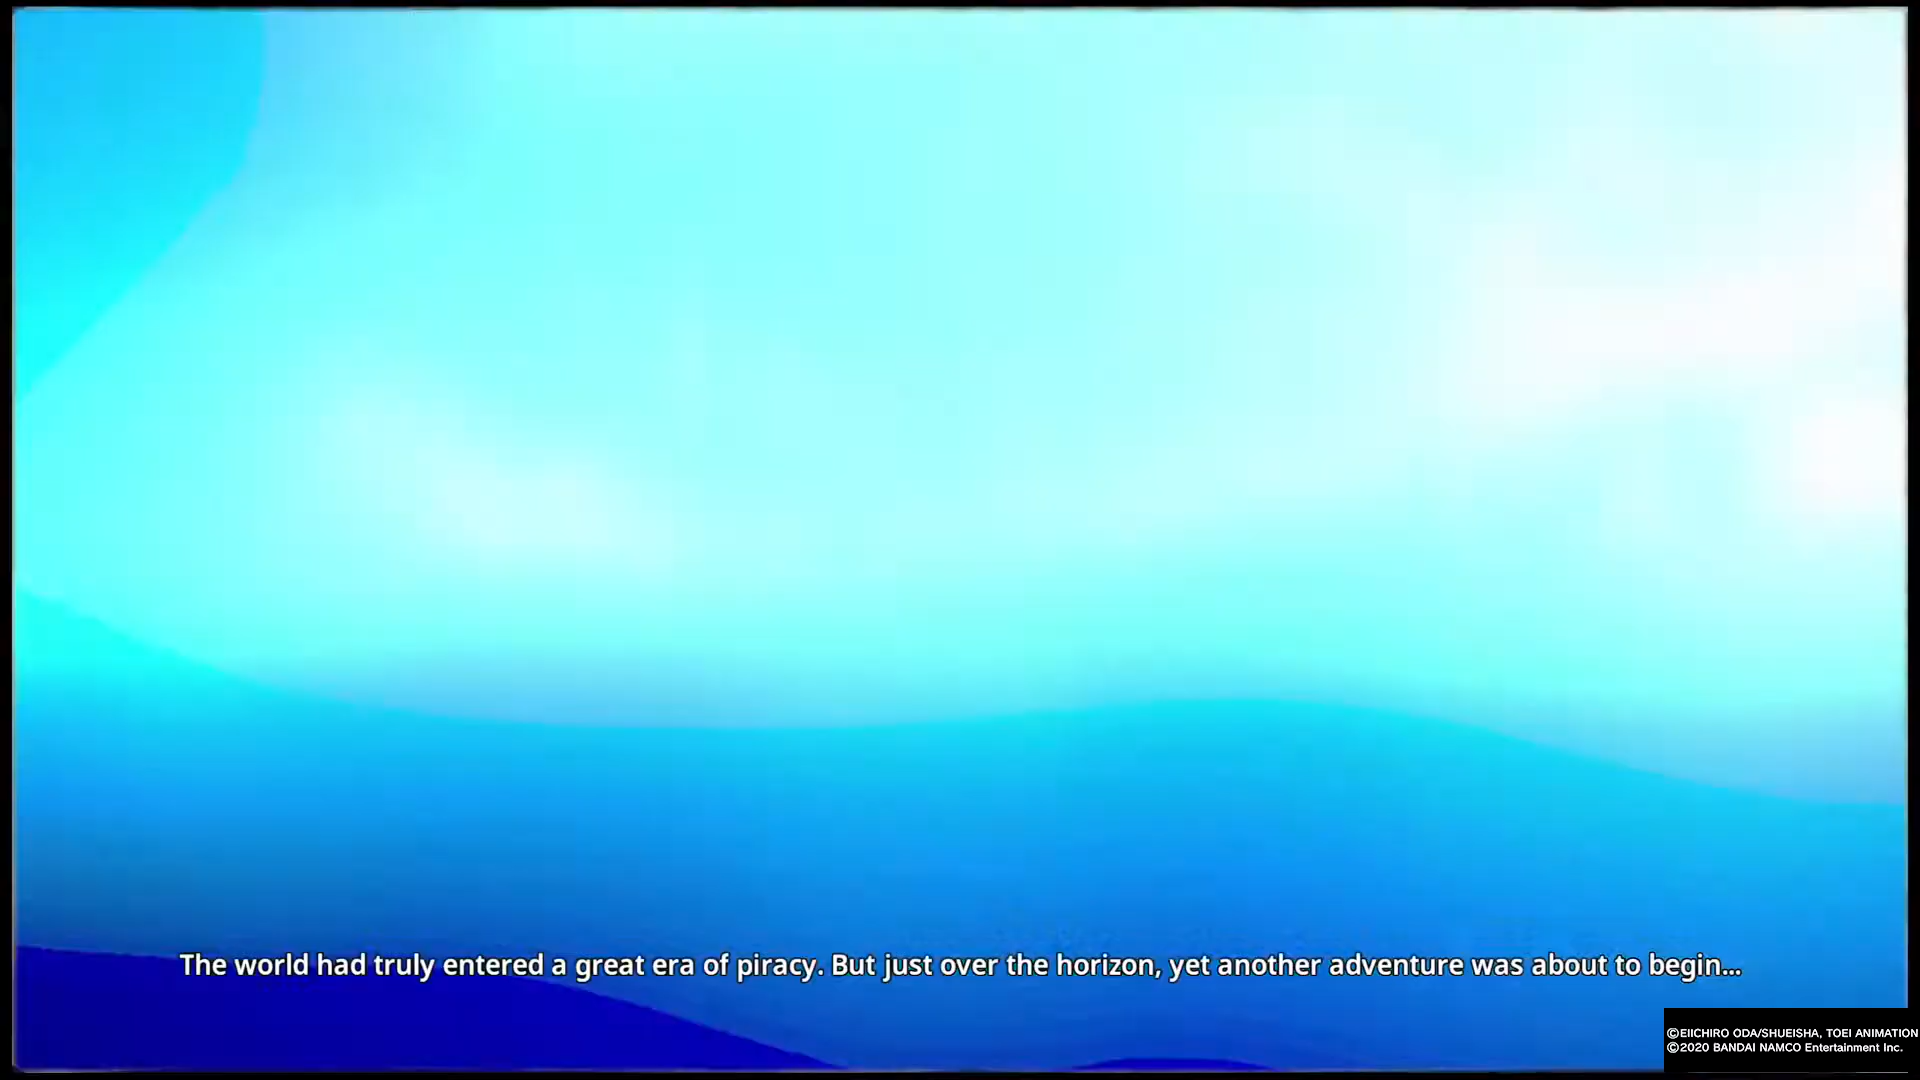 The world had truly entered a great era of piracy. But just over the horizon, yet another adventure was about to begin...
©EIICHIRO ODA/SHUEISHA, TOEI ANIMATION
©2020 BANDAI NAMCO Entertainment Inc.